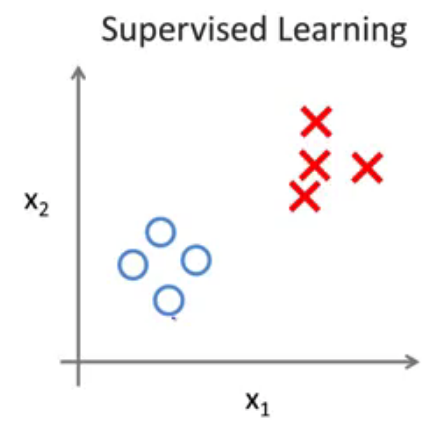 Supervised Learning
x₂
x₁